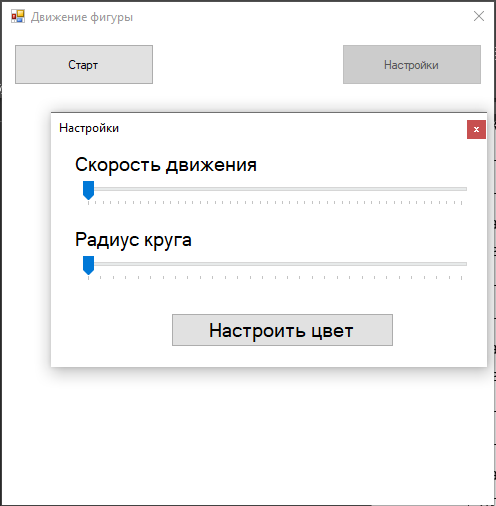 Движение фигуры
Старт
Настройки
Настройки
Скорость движения
Радиус круга
Настроить цвет